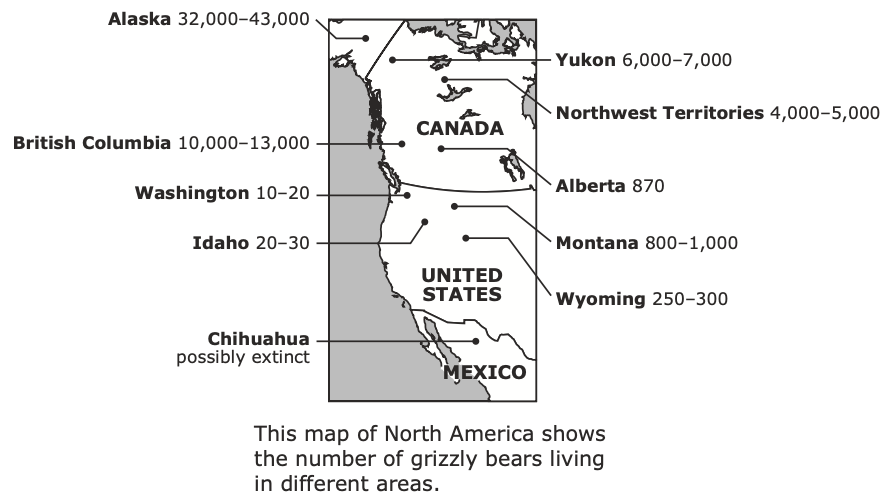 Alaska 32,000–43,000
Yukon 6,000–7,000
Northwest Territories 4,000–5,000
CANADA
British Columbia 10,000–13,000
Alberta 870
Washington 10–20
Idaho 20–30
Montana 800–1,000
UNITED
STATES
Wyoming 250–300
Chihuahua
possibly extinct
MEXICO
This map of North America shows
the number of grizzly bears living
in different areas.